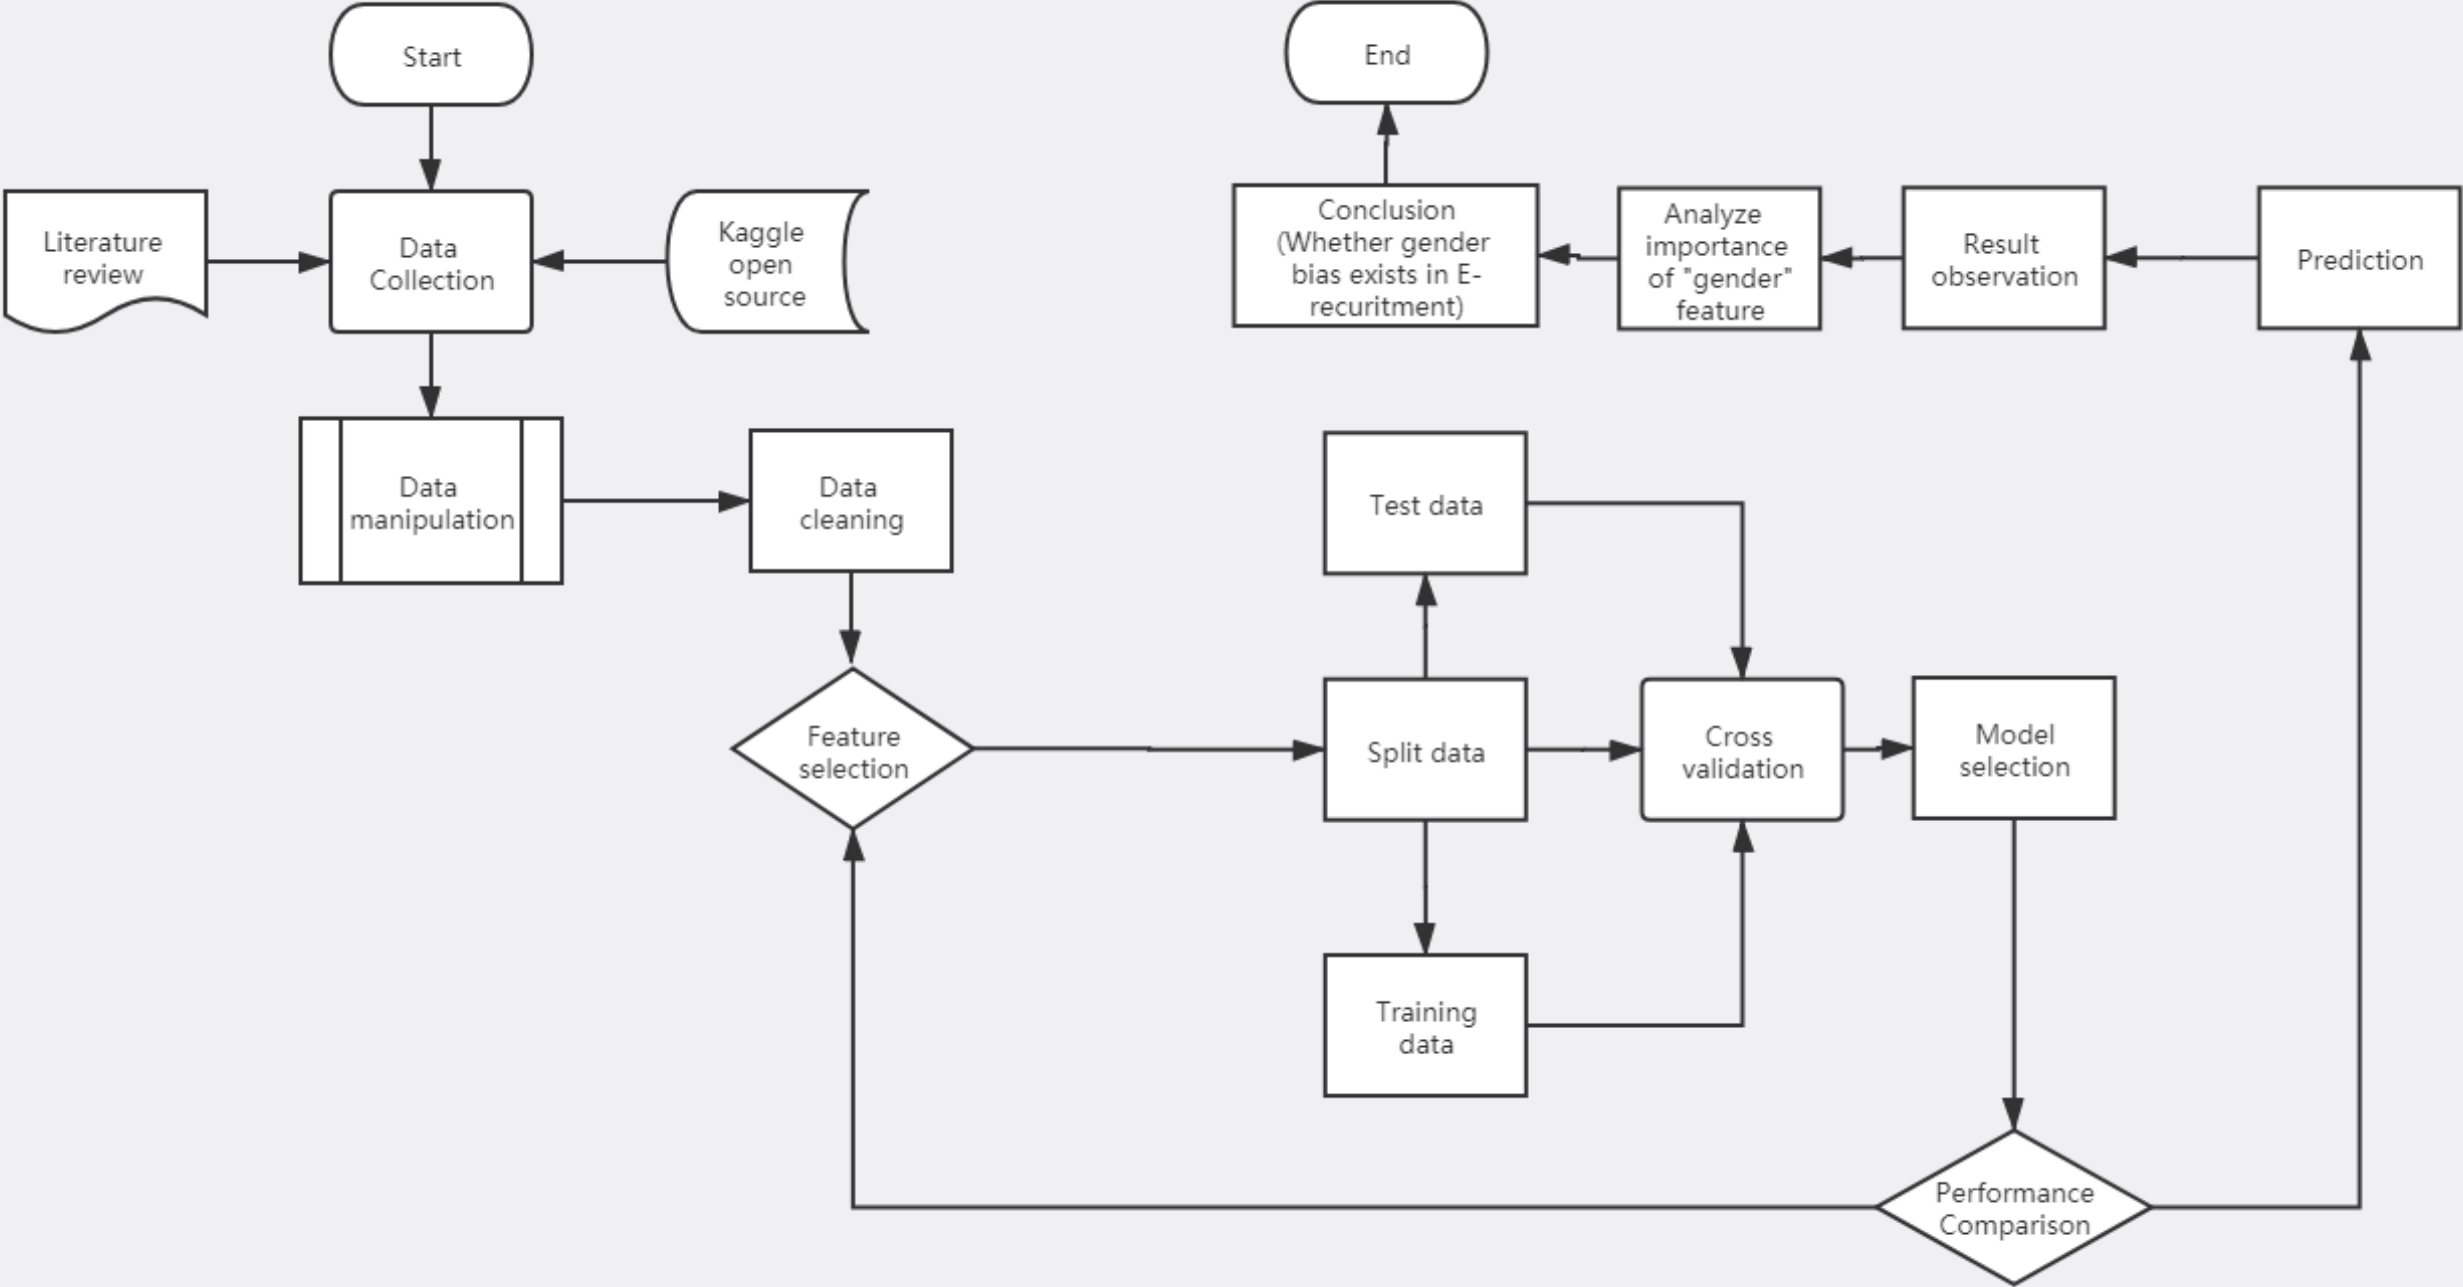 Start
End
Literature
review
Data
Collection
Kaggle
open
source
Conclusion
(Whether gender
bias exists in E-
recuritment)
Analyze
importance
of "gender"
feature
Result
observation
Prediction
Data
manipulation
Data
cleaning
Test data
Feature
selection
Split data
Cross
validation
Model
selection
Training
data
Performance
Comparison